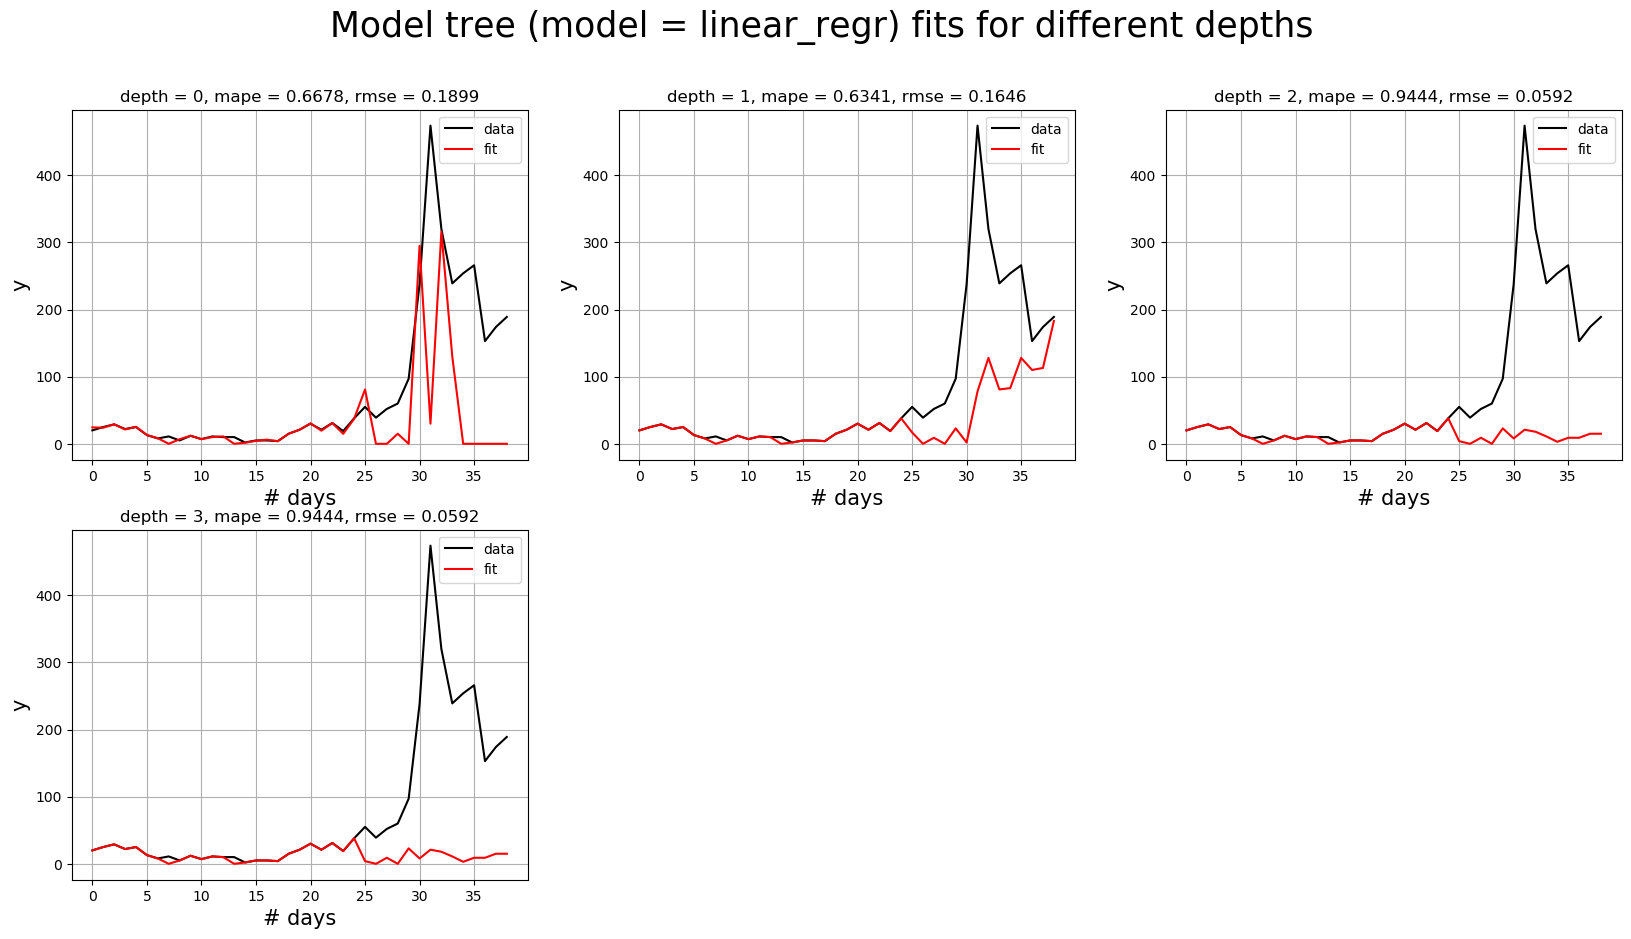 Model tree (model = linear_regr) fits for different depths
depth = 0, mape = 0.6678, rmse = 0.1899
data
fit
400
300
200
100
0
y
0 5 10 15 20 25 30 35
# days
depth = 1, mape = 0.6341, rmse = 0.1646
data
fit
400
300
200
100
0
y
0 5 10 15 20 25 30 35
# days
depth = 2, mape = 0.9444, rmse = 0.0592
data
fit
400
300
200
100
0
y
0 5 10 15 20 25 30 35
# days
depth = 3, mape = 0.9444, rmse = 0.0592
data
fit
400
300
200
100
0
y
0 5 10 15 20 25 30 35
# days